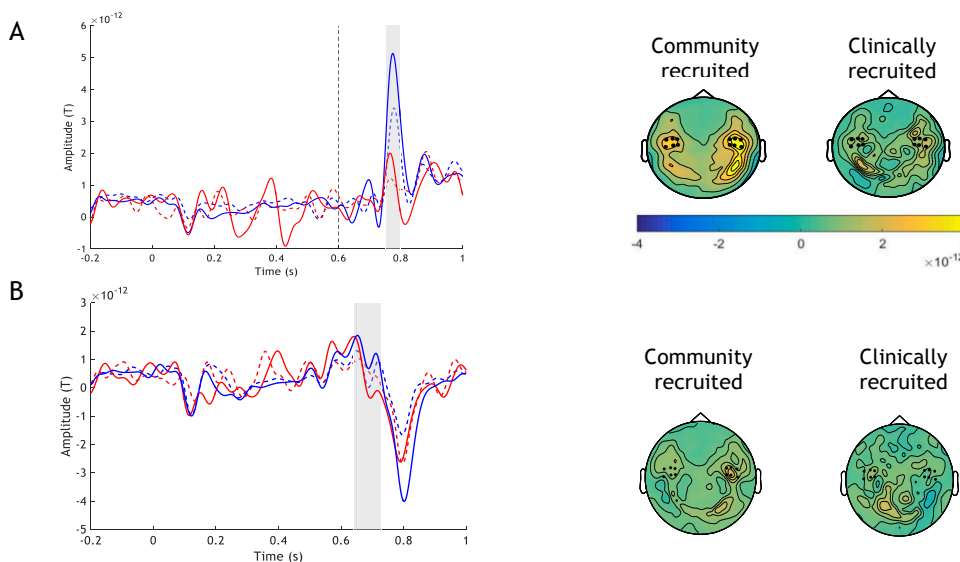 A
×10⁻¹²
6
5
4
3
2
1
0
-1
Amplitude (T)
-0.2 0 0.2 0.4 0.6 0.8 1
Time (s)
Community
recruited
Clinically
recruited
-4 -2 0 2
×10⁻¹²
B
×10⁻¹²
3
2
1
0
-1
-2
-3
-4
-5
Amplitude (T)
-0.2 0 0.2 0.4 0.6 0.8 1
Time (s)
Community
recruited
Clinically
recruited